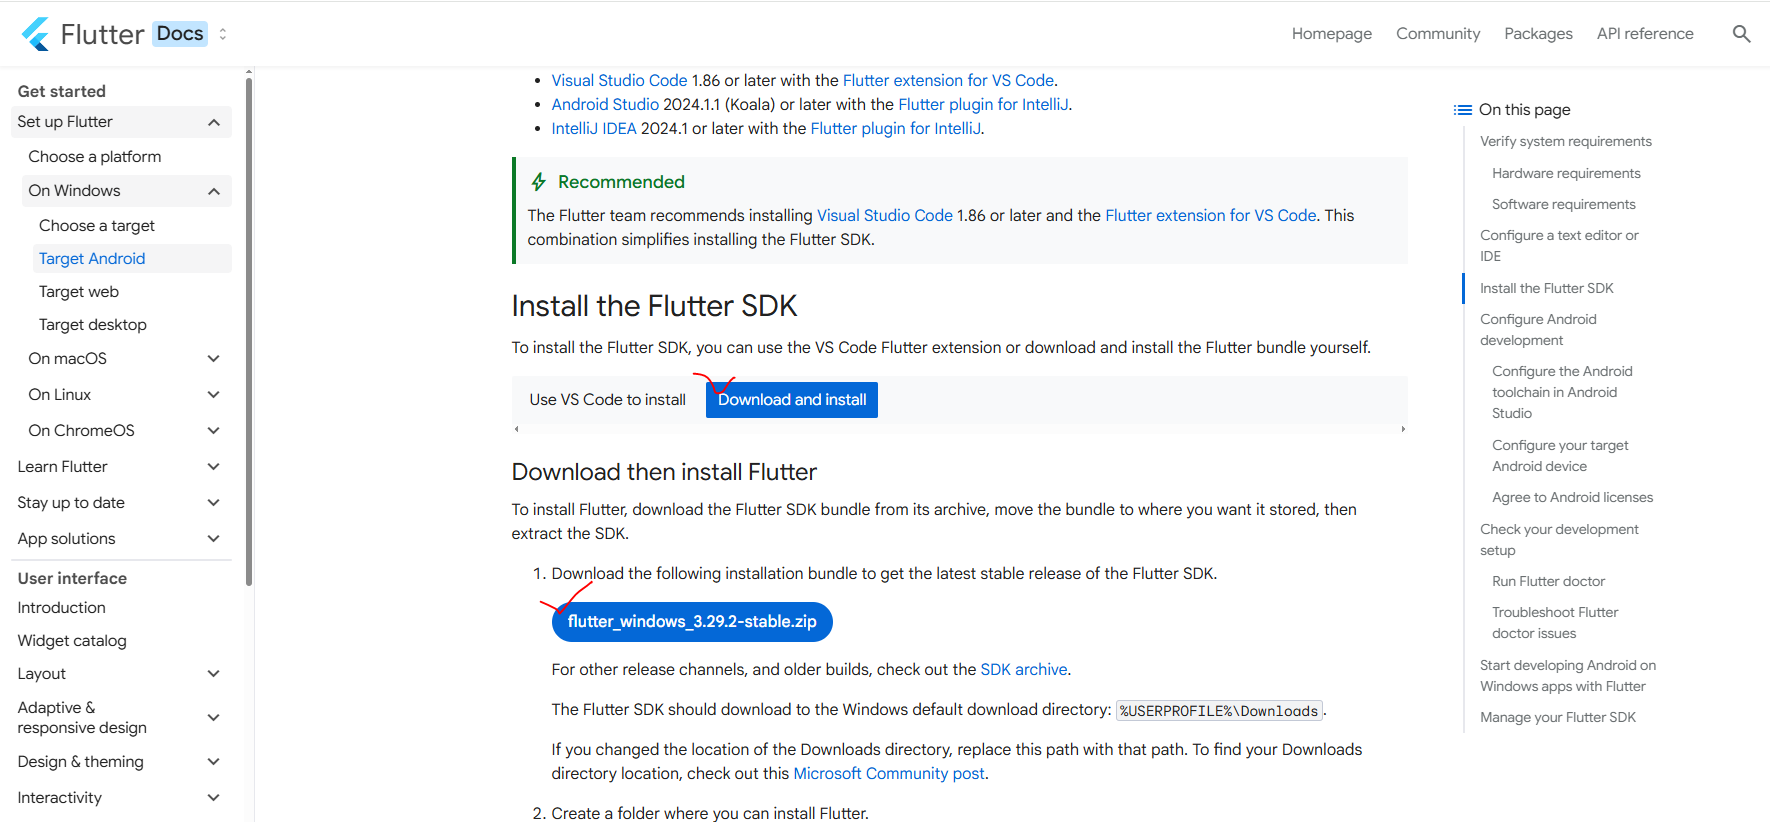 Flutter Docs
Homepage
Community
Packages
API reference
Get started
Set up Flutter
Choose a platform
On Windows
Choose a target
Target Android
Target web
Target desktop
On macOS
On Linux
On ChromeOS
Learn Flutter
Stay up to date
App solutions
User interface
Introduction
Widget catalog
Layout
Adaptive &
responsive design
Design & theming
Interactivity
• Visual Studio Code 1.86 or later with the Flutter extension for VS Code.
• Android Studio 2024.1.1 (Koala) or later with the Flutter plugin for IntelliJ.
• IntelliJ IDEA 2024.1 or later with the Flutter plugin for IntelliJ.
Recommended
The Flutter team recommends installing Visual Studio Code 1.86 or later and the Flutter extension for VS Code. This
combination simplifies installing the Flutter SDK.
Install the Flutter SDK
To install the Flutter SDK, you can use the VS Code Flutter extension or download and install the Flutter bundle yourself.
Use VS Code to install
Download and install
Download then install Flutter
To install Flutter, download the Flutter SDK bundle from its archive, move the bundle to where you want it stored, then
extract the SDK.
1. Download the following installation bundle to get the latest stable release of the Flutter SDK.
flutter_windows_3.29.2-stable.zip
For other release channels, and older builds, check out the SDK archive.
The Flutter SDK should download to the Windows default download directory: %USERPROFILE%\Downloads.
If you changed the location of the Downloads directory, replace this path with that path. To find your Downloads
directory location, check out this Microsoft Community post.
2. Create a folder where you can install Flutter.
On this page
Verify system requirements
Hardware requirements
Software requirements
Configure a text editor or
IDE
Install the Flutter SDK
Configure Android
development
Configure the Android
toolchain in Android
Studio
Configure your target
Android device
Agree to Android licenses
Check your development
setup
Run Flutter doctor
Troubleshoot Flutter
doctor issues
Start developing Android on
Windows apps with Flutter
Manage your Flutter SDK